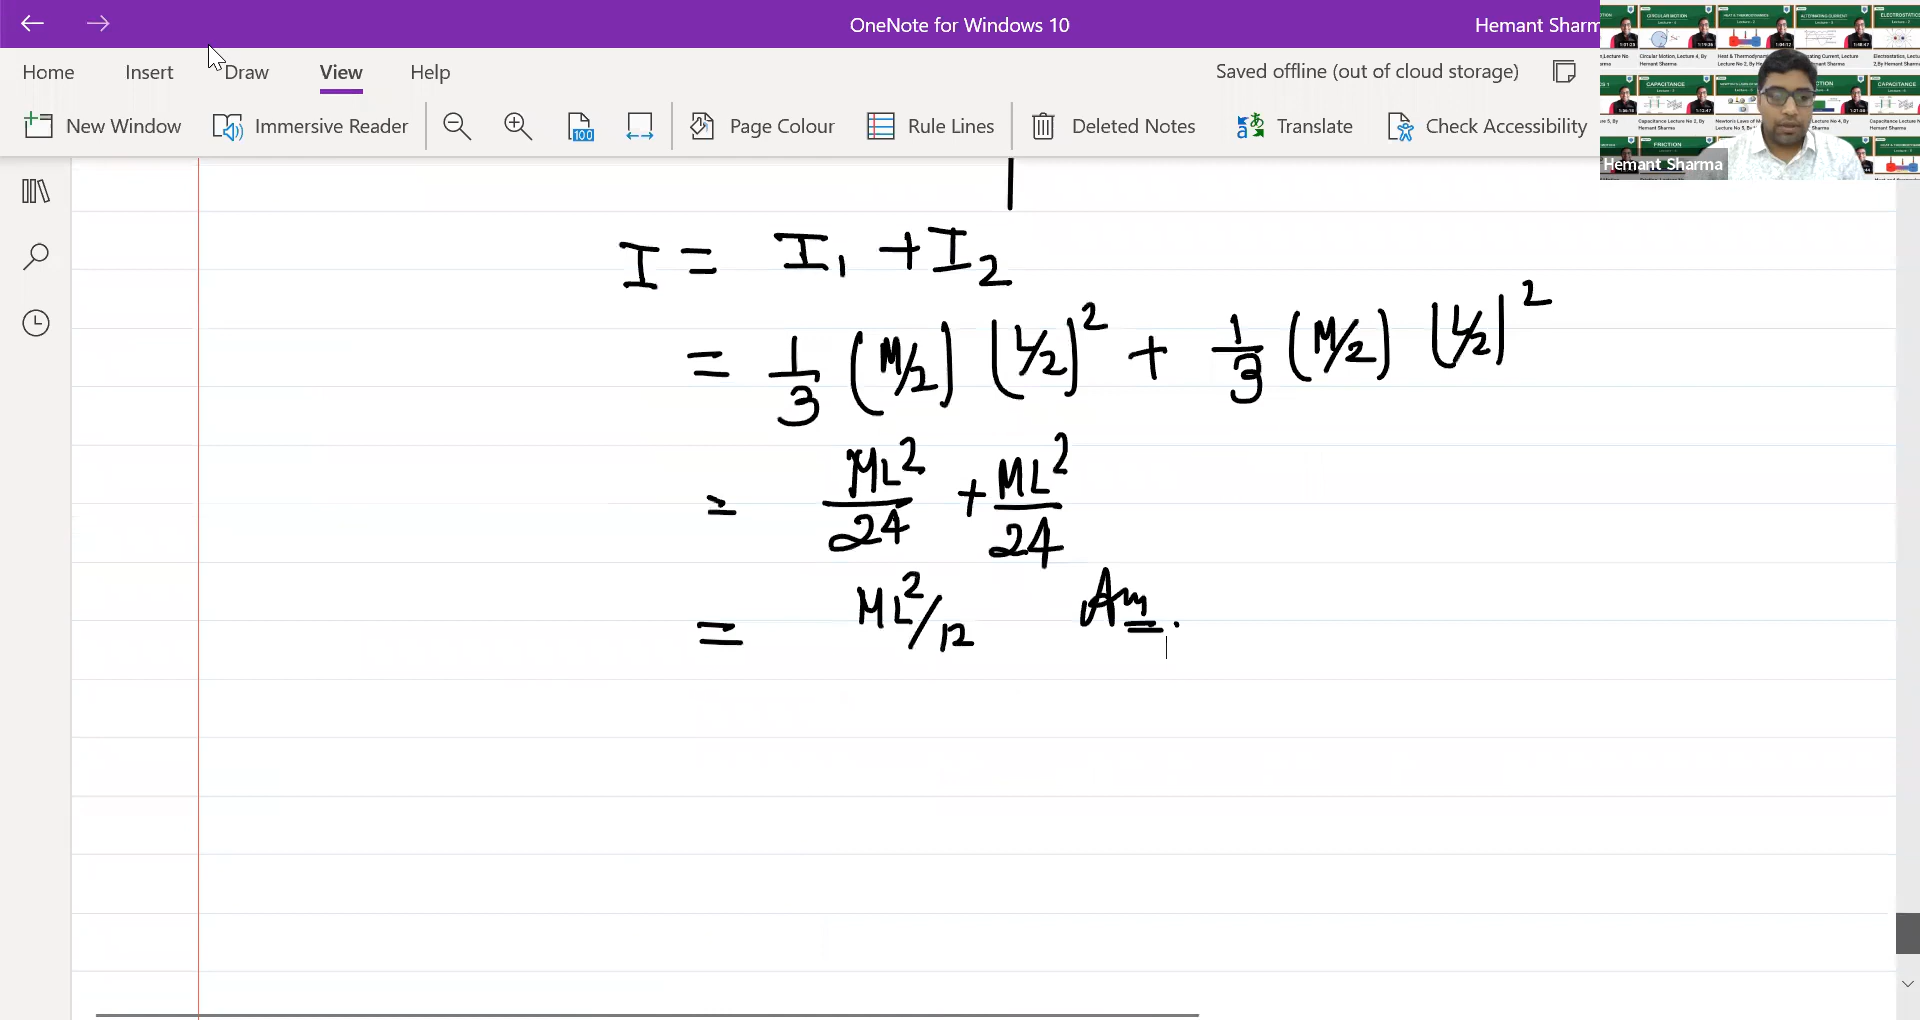 OneNote for Windows 10
Hemant Sharm
Home Insert Draw View Help
Saved offline (out of cloud storage)
New Window Immersive Reader 100 Page Colour Rule Lines Deleted Notes Translate Check Accessibility
Hemant Sharma
I = I₁ + I₂
= 1/3 (M/2) (L/2)² + 1/3 (M/2) (L/2)²
= ML²/24 + ML²/24
= ML²/12 Ans.